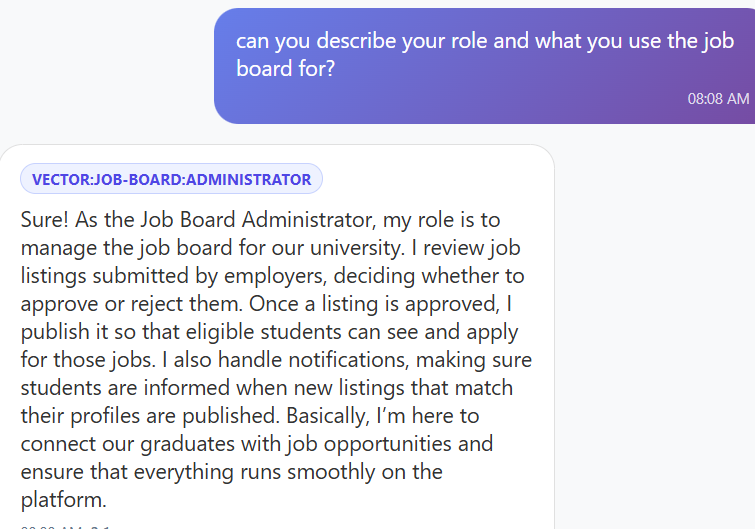 can you describe your role and what you use the job
board for?
08:08 AM
VECTOR:JOB-BOARD:ADMINISTRATOR
Sure! As the Job Board Administrator, my role is to
manage the job board for our university. I review job
listings submitted by employers, deciding whether to
approve or reject them. Once a listing is approved, I
publish it so that eligible students can see and apply
for those jobs. I also handle notifications, making sure
students are informed when new listings that match
their profiles are published. Basically, I’m here to
connect our graduates with job opportunities and
ensure that everything runs smoothly on the
platform.